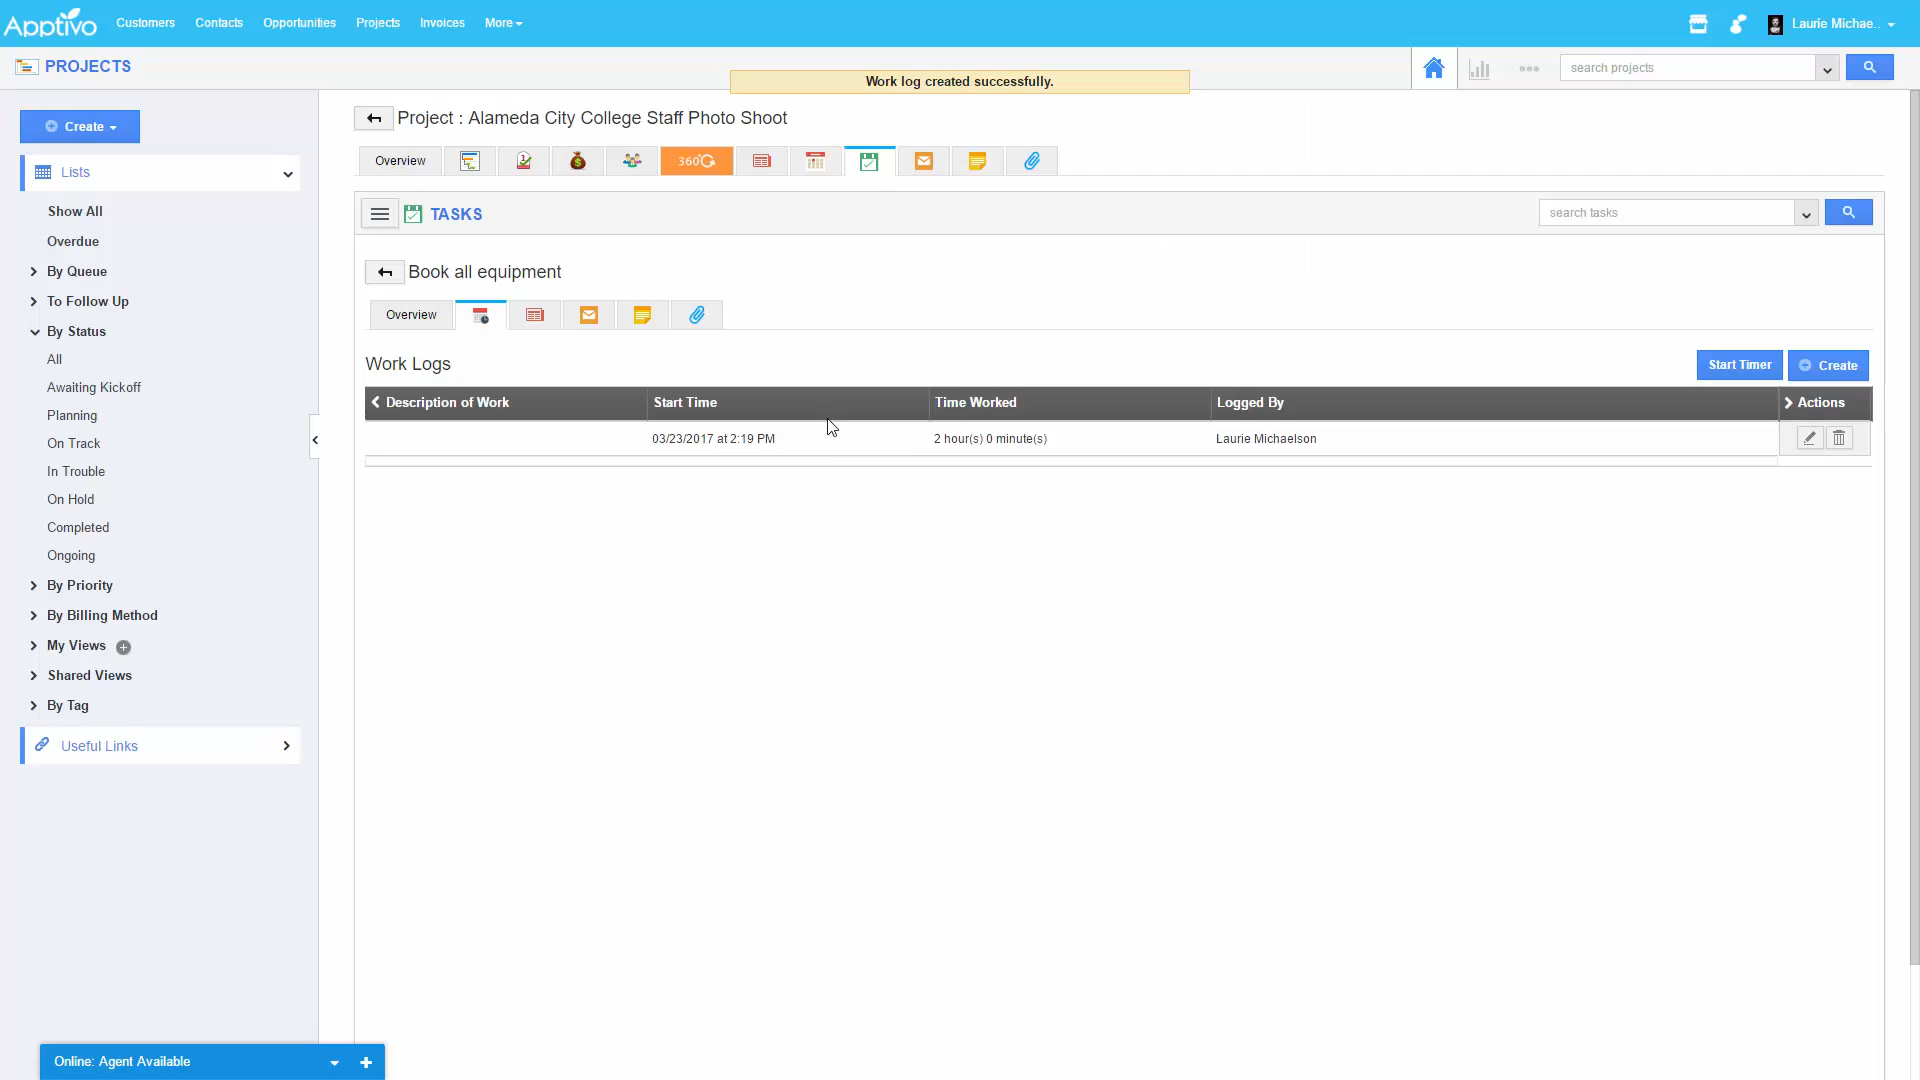 Apptivo
Customers
Contacts
Opportunities
Projects
Invoices
More
Laurie Michae..
PROJECTS
Work log created successfully.
search projects
Create
Lists
Show All
Overdue
By Queue
To Follow Up
By Status
All
Awaiting Kickoff
Planning
On Track
In Trouble
On Hold
Completed
Ongoing
By Priority
By Billing Method
My Views
Shared Views
By Tag
Useful Links
Project : Alameda City College Staff Photo Shoot
Overview
360°
TASKS
search tasks
Book all equipment
Overview
Work Logs
Start Timer
Create
Description of Work
Start Time
Time Worked
Logged By
Actions
03/23/2017 at 2:19 PM
2 hour(s) 0 minute(s)
Laurie Michaelson
Online: Agent Available